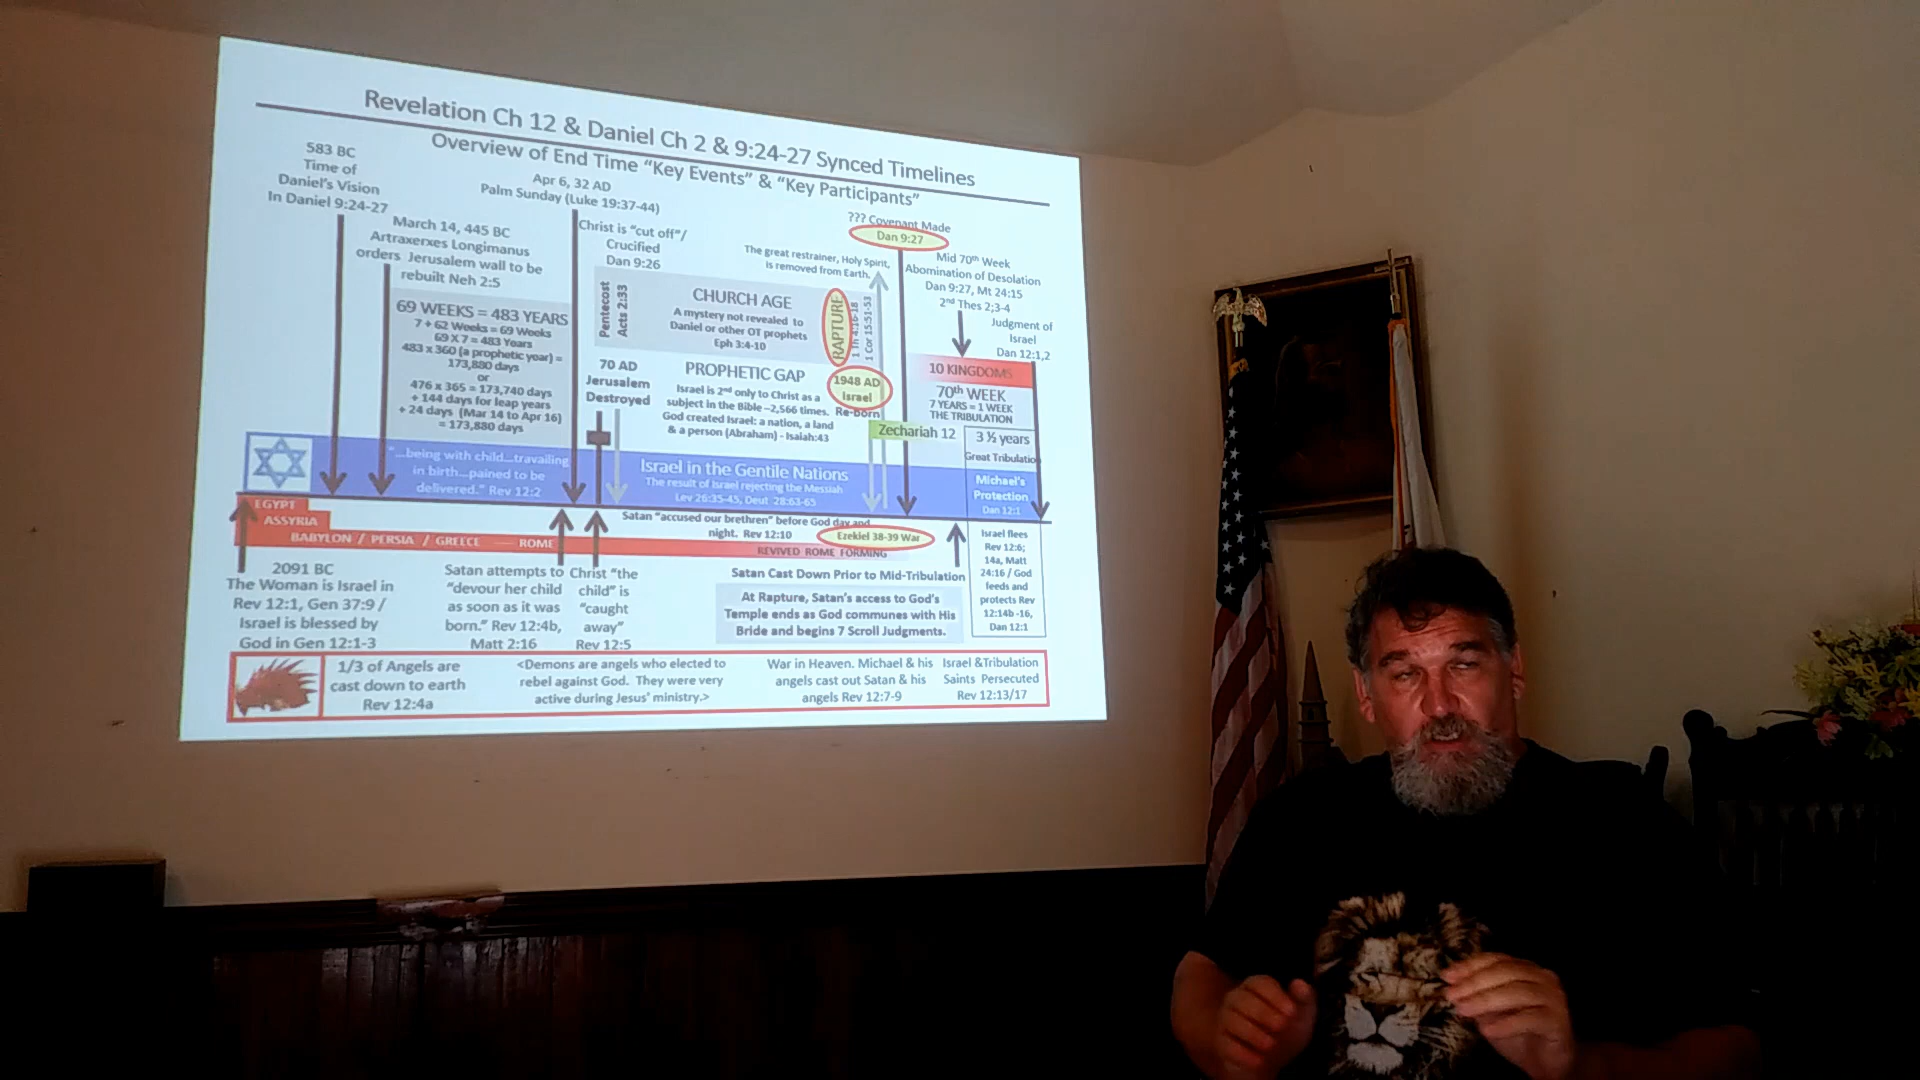 Revelation Ch 12 & Daniel Ch 2 & 9:24-27 Synced Timelines
Overview of End Time “Key Events” & “Key Participants”
583 BC
Time of
Daniel’s Vision
In Daniel 9:24-27
March 14, 445 BC
Artraxerxes Longimanus
orders Jerusalem wall to be
rebuilt Neh 2:5
Apr 6, 32 AD
Palm Sunday (Luke 19:37-44)
Christ is “cut off”/
Crucified
Dan 9:26
The great restrainer, Holy Spirit,
is removed from Earth.
??? Covenant Made
Dan 9:27
Mid 70th Week
Abomination of Desolation
Dan 9:27, Mt 24:15
2nd Thes 2;3-4
Judgment of
Israel
Dan 12:1,2
69 WEEKS = 483 YEARS
7 + 62 Weeks = 69 Weeks
69 X 7 = 483 Years
483 x 360 (a prophetic year) =
173,880 days
or
476 x 365 = 173,740 days
+ 144 days for leap years
+ 24 days (Mar 14 to Apr 16)
= 173,880 days
Pentecost
Acts 2:33
CHURCH AGE
A mystery not revealed to
Daniel or other OT prophets
Eph 3:4-10
RAPTURE
1 Th 4:16-18
1 Cor 15:51-53
70 AD
Jerusalem
Destroyed
PROPHETIC GAP
Israel is 2nd only to Christ as a
subject in the Bible –2,566 times.
God created Israel: a nation, a land
& a person (Abraham) - Isaiah:43
1948 AD
Israel
Re-born
10 KINGDOMS
70th WEEK
7 YEARS = 1 WEEK
THE TRIBULATION
Zechariah 12
3 ½ years
Great Tribulatio
“...being with child...travailing
in birth...pained to be
delivered.” Rev 12:2
Israel in the Gentile Nations
The result of Israel rejecting the Messiah
Lev 26:35-45, Deut 28:63-65
Michael’s
Protection
Dan 12:1
EGYPT
ASSYRIA
BABYLON / PERSIA / GREECE ROME
Satan “accused our brethren” before God day and
night. Rev 12:10
Ezekiel 38-39 War
REVIVED ROME FORMING
Israel flees
Rev 12:6;
14a, Matt
24:16 / God
feeds and
protects Rev
12:14b -16,
Dan 12:1
2091 BC
The Woman is Israel in
Rev 12:1, Gen 37:9 /
Israel is blessed by
God in Gen 12:1-3
Satan attempts to
“devour her child
as soon as it was
born.” Rev 12:4b,
Matt 2:16
Christ “the
child” is
“caught
away”
Rev 12:5
Satan Cast Down Prior to Mid-Tribulation
At Rapture, Satan’s access to God’s
Temple ends as God communes with His
Bride and begins 7 Scroll Judgments.
1/3 of Angels are
cast down to earth
Rev 12:4a
<Demons are angels who elected to
rebel against God. They were very
active during Jesus’ ministry.>
War in Heaven. Michael & his
angels cast out Satan & his
angels Rev 12:7-9
Israel &Tribulation
Saints Persecuted
Rev 12:13/17